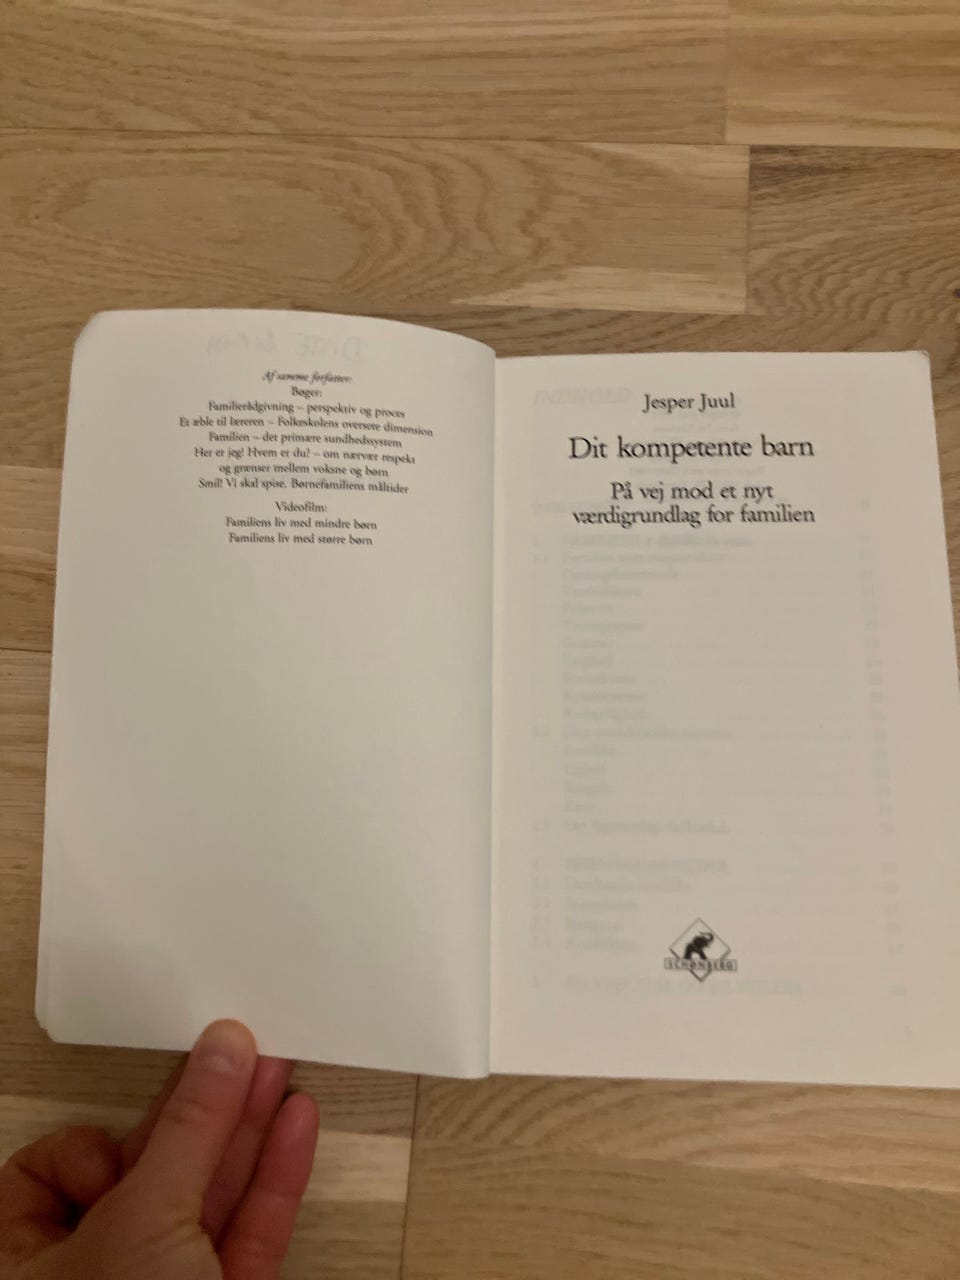 Af samme forfatter:
Bøger:
Familierådgivning – perspektiv og proces
Et æble til læreren – Folkeskolens oversete dimension
Familien – det primære sundhedssystem
Her er jeg! Hvem er du? – om nærvær respekt
og grænser mellem voksne og børn
Smil! Vi skal spise. Børnefamiliens måltider
Videofilm:
Familiens liv med mindre børn
Familiens liv med større børn
Jesper Juul
Dit kompetente barn
På vej mod et nyt
værdigrundlag for familien
SCHØNBERG